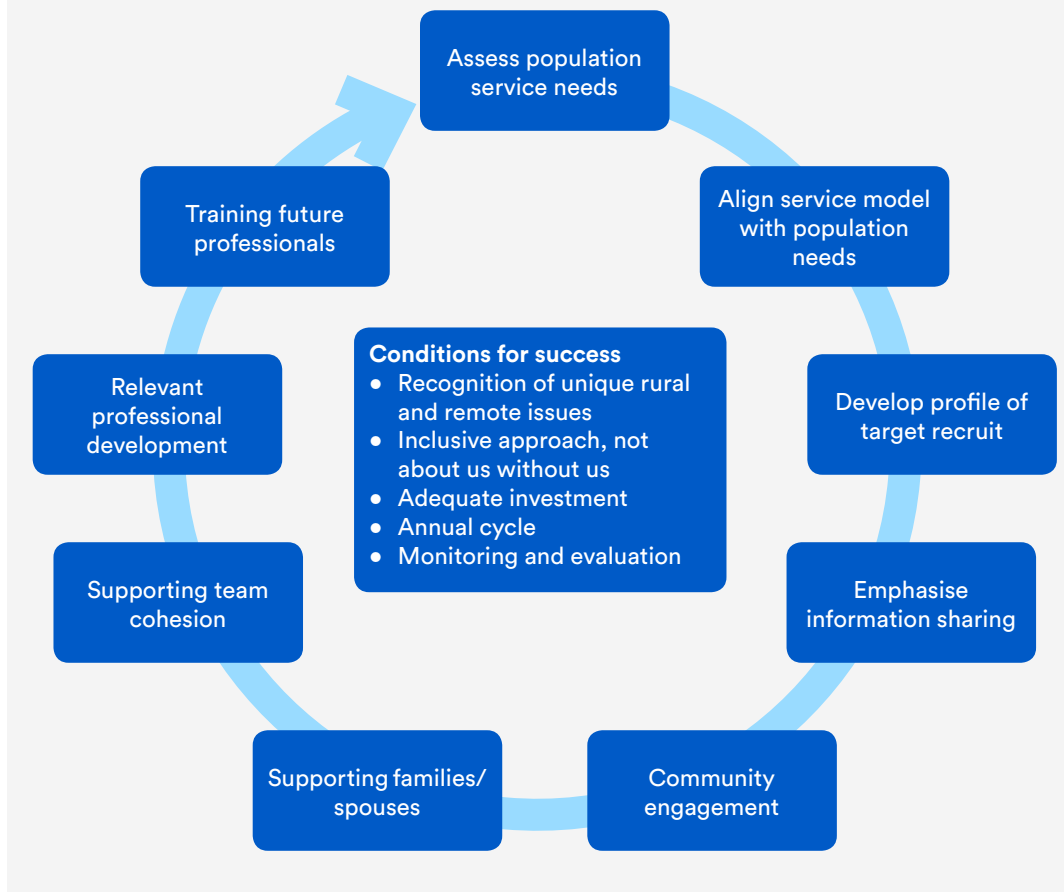 Assess population
service needs
Align service model
with population
needs
Develop profile of
target recruit
Emphasise
information sharing
Community
engagement
Supporting families/
spouses
Supporting team
cohesion
Relevant
professional
development
Training future
professionals
Conditions for success
● Recognition of unique rural
and remote issues
● Inclusive approach, not
about us without us
● Adequate investment
● Annual cycle
● Monitoring and evaluation